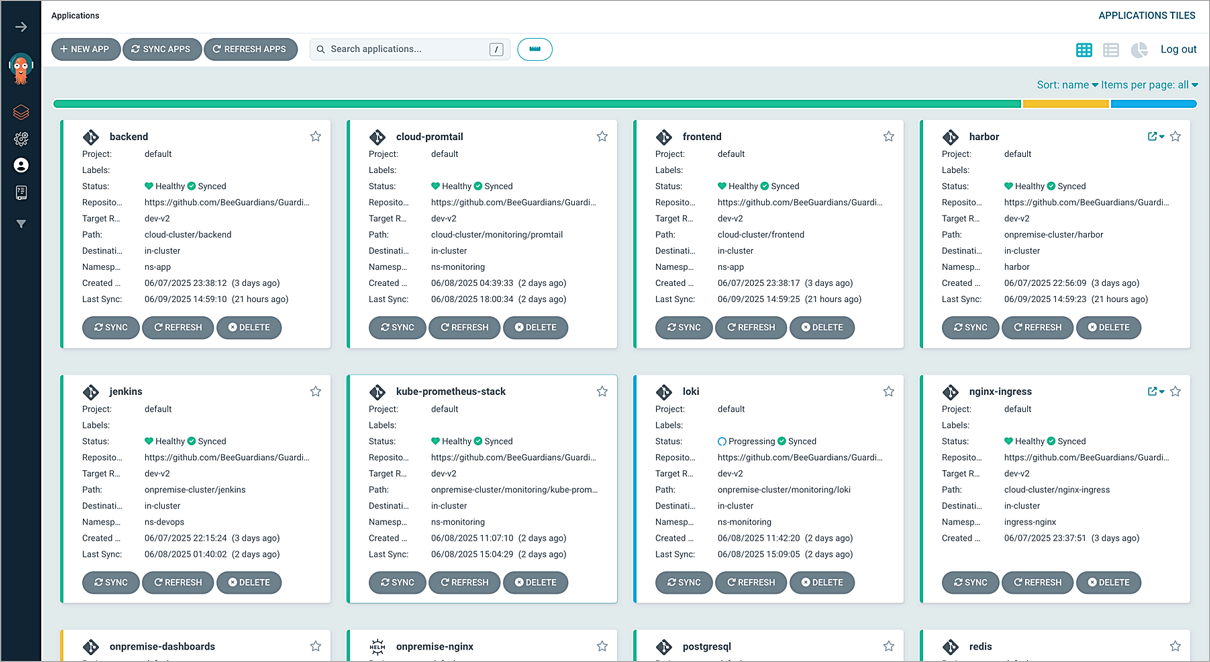 Applications
APPLICATIONS TILES
+ NEW APP SYNC APPS REFRESH APPS Search applications... / Log out
Sort: name Items per page: all
backend
Project: default
Labels:
Status: Healthy Synced
Reposito... https://github.com/BeeGuardians/Guardi...
Target R... dev-v2
Path: cloud-cluster/backend
Destinati... in-cluster
Namesp... ns-app
Created ... 06/07/2025 23:38:12 (3 days ago)
Last Sync: 06/09/2025 14:59:10 (21 hours ago)
SYNC REFRESH DELETE
cloud-promtail
Project: default
Labels:
Status: Healthy Synced
Reposito... https://github.com/BeeGuardians/Guardi...
Target R... dev-v2
Path: cloud-cluster/monitoring/promtail
Destinati... in-cluster
Namesp... ns-monitoring
Created ... 06/08/2025 04:39:33 (2 days ago)
Last Sync: 06/08/2025 18:00:34 (2 days ago)
SYNC REFRESH DELETE
frontend
Project: default
Labels:
Status: Healthy Synced
Reposito... https://github.com/BeeGuardians/Guardi...
Target R... dev-v2
Path: cloud-cluster/frontend
Destinati... in-cluster
Namesp... ns-app
Created ... 06/07/2025 23:38:17 (3 days ago)
Last Sync: 06/09/2025 14:59:25 (21 hours ago)
SYNC REFRESH DELETE
harbor
Project: default
Labels:
Status: Healthy Synced
Reposito... https://github.com/BeeGuardians/Guardi...
Target R... dev-v2
Path: onpremise-cluster/harbor
Destinati... in-cluster
Namesp... harbor
Created ... 06/07/2025 22:56:09 (3 days ago)
Last Sync: 06/09/2025 14:59:23 (21 hours ago)
SYNC REFRESH DELETE
jenkins
Project: default
Labels:
Status: Healthy Synced
Reposito... https://github.com/BeeGuardians/Guardi...
Target R... dev-v2
Path: onpremise-cluster/jenkins
Destinati... in-cluster
Namesp... ns-devops
Created ... 06/07/2025 22:15:24 (3 days ago)
Last Sync: 06/08/2025 01:40:02 (2 days ago)
SYNC REFRESH DELETE
kube-prometheus-stack
Project: default
Labels:
Status: Healthy Synced
Reposito... https://github.com/BeeGuardians/Guardi...
Target R... dev-v2
Path: onpremise-cluster/monitoring/kube-prom...
Destinati... in-cluster
Namesp... ns-monitoring
Created ... 06/08/2025 11:07:10 (2 days ago)
Last Sync: 06/08/2025 15:04:29 (2 days ago)
SYNC REFRESH DELETE
loki
Project: default
Labels:
Status: Progressing Synced
Reposito... https://github.com/BeeGuardians/Guardi...
Target R... dev-v2
Path: onpremise-cluster/monitoring/loki
Destinati... in-cluster
Namesp... ns-monitoring
Created ... 06/08/2025 11:42:20 (2 days ago)
Last Sync: 06/08/2025 15:09:05 (2 days ago)
SYNC REFRESH DELETE
nginx-ingress
Project: default
Labels:
Status: Healthy Synced
Reposito... https://github.com/BeeGuardians/Guardi...
Target R... dev-v2
Path: cloud-cluster/nginx-ingress
Destinati... in-cluster
Namesp... ingress-nginx
Created ... 06/07/2025 23:37:51 (3 days ago)
SYNC REFRESH DELETE
onpremise-dashboards
HELM onpremise-nginx
postgresql
redis